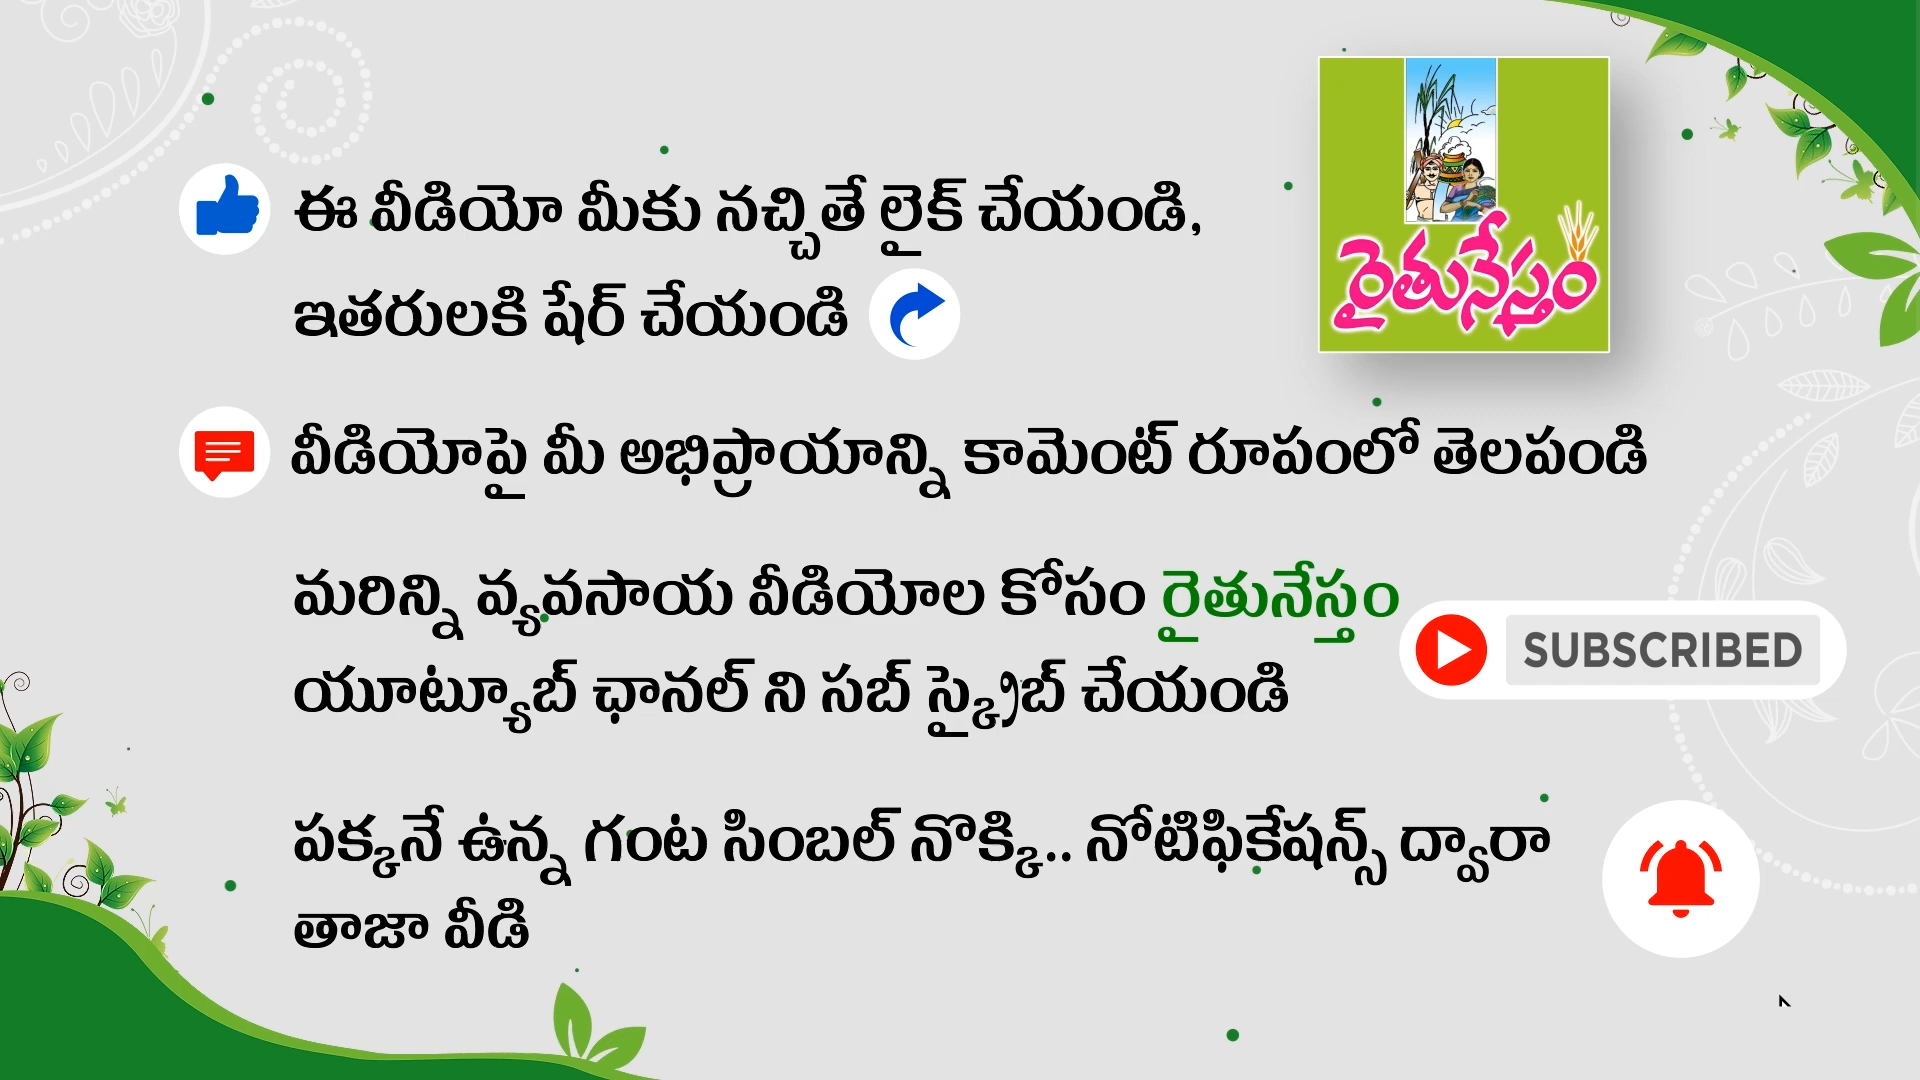 ఈ వీడియో మీకు నచ్చితే లైక్ చేయండి,
ఇతరులకి షేర్ చేయండి
రైతునేస్తం
వీడియోపై మీ అభిప్రాయాన్ని కామెంట్ రూపంలో తెలపండి
మరిన్ని వ్యవసాయ వీడియోల కోసం రైతునేస్తం
యూట్యూబ్ ఛానల్ ని సబ్ స్క్రైబ్ చేయండి
SUBSCRIBED
పక్కనే ఉన్న గంట సింబల్ నొక్కి.. నోటిఫికేషన్స్ ద్వారా
తాజా వీడి